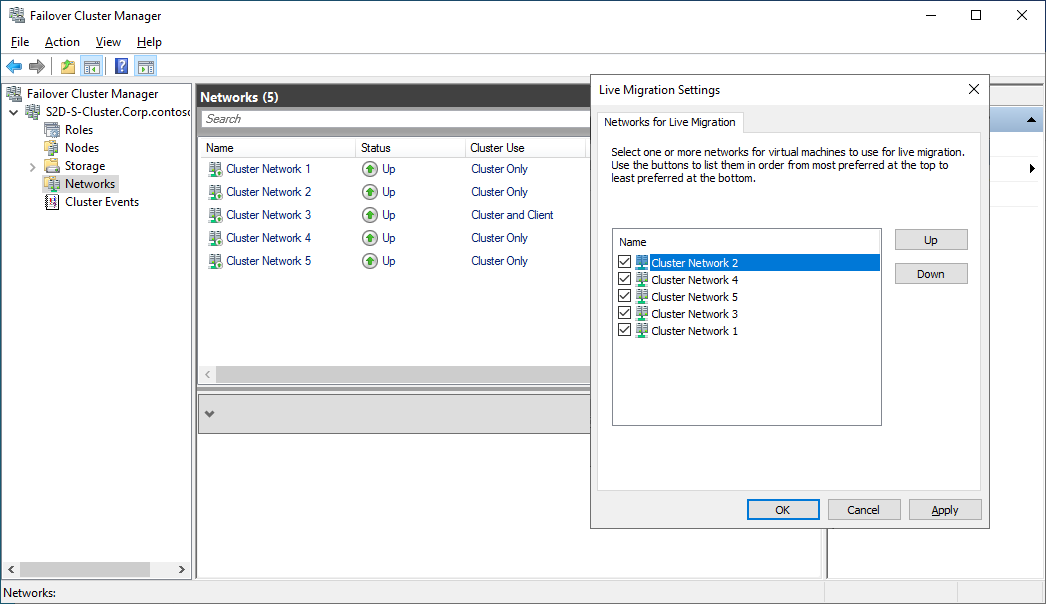 Failover Cluster Manager
File Action View Help
Failover Cluster Manager
S2D-S-Cluster.Corp.contos
Roles
Nodes
Storage
Networks
Cluster Events
Networks (5)
Search
Name Status Cluster Use
Cluster Network 1 Up Cluster Only
Cluster Network 2 Up Cluster Only
Cluster Network 3 Up Cluster and Client
Cluster Network 4 Up Cluster Only
Cluster Network 5 Up Cluster Only
Live Migration Settings
Networks for Live Migration
Select one or more networks for virtual machines to use for live migration.
Use the buttons to list them in order from most preferred at the top to
least preferred at the bottom.
Name
Cluster Network 2
Cluster Network 4
Cluster Network 5
Cluster Network 3
Cluster Network 1
Up
Down
OK Cancel Apply
Networks: